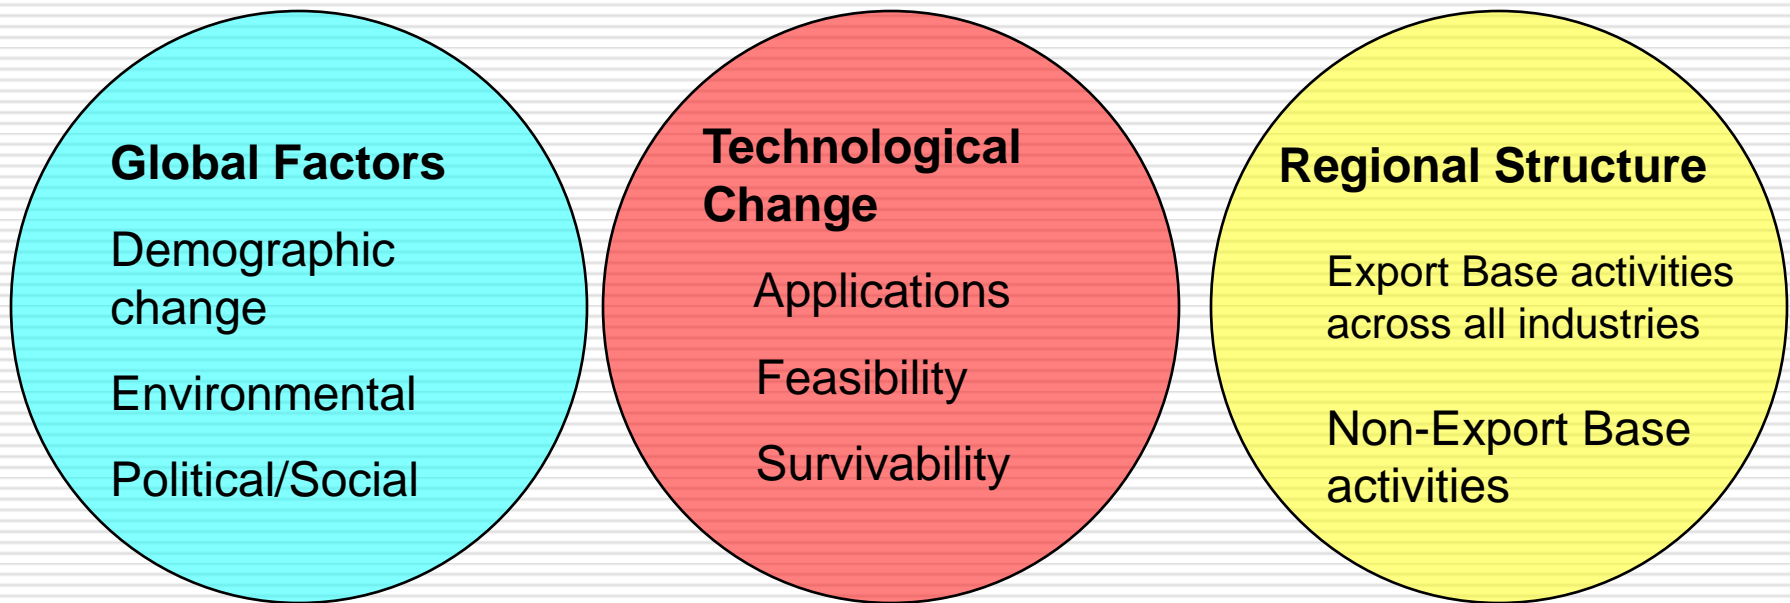 Global Factors
Demographic
change
Environmental
Political/Social
Technological
Change
Applications
Feasibility
Survivability
Regional Structure
Export Base activities
across all industries
Non-Export Base
activities